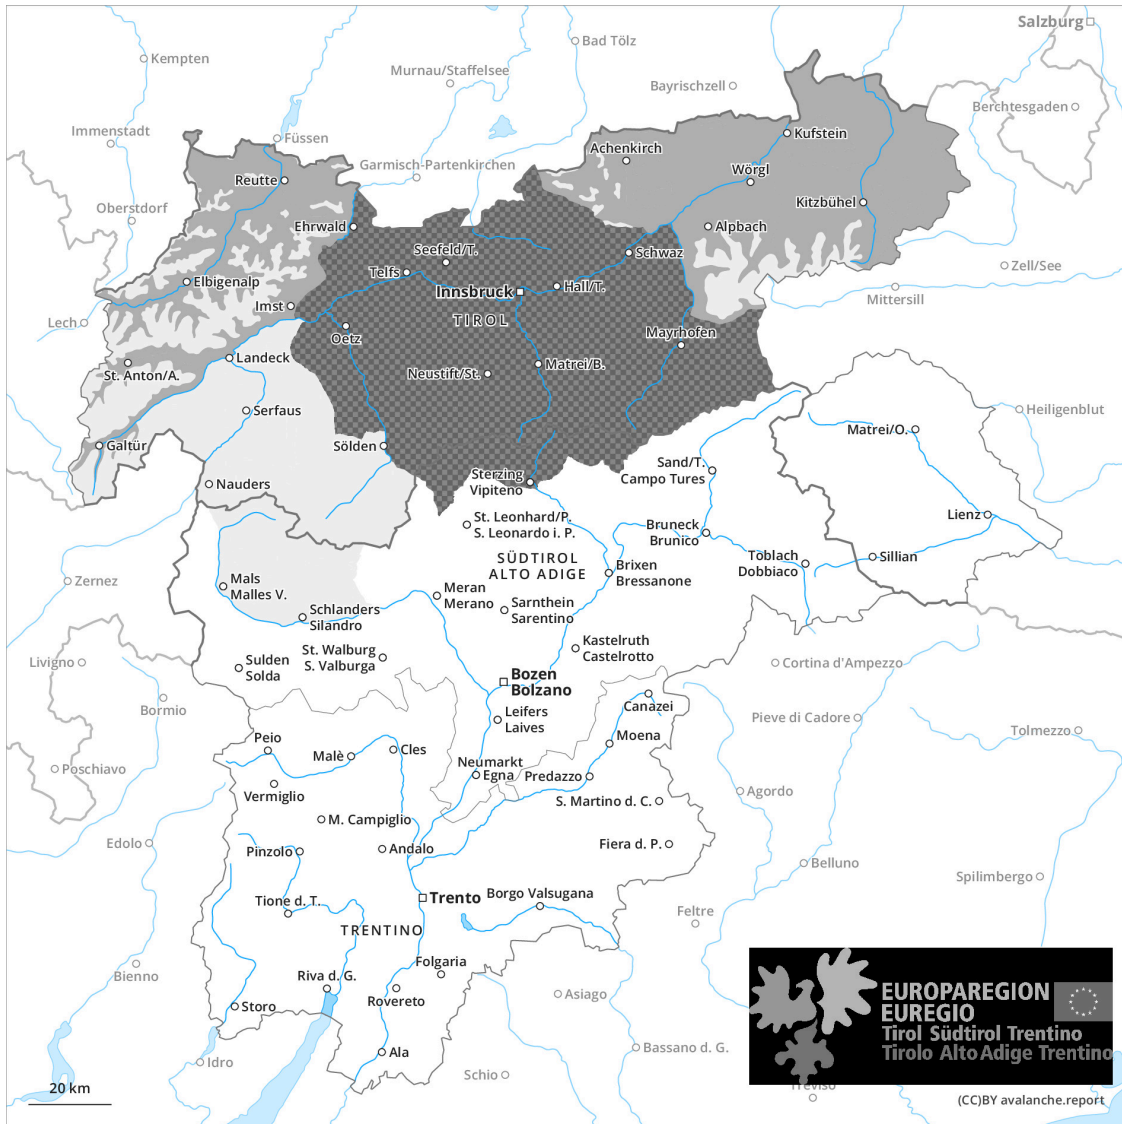 Salzburg
Bad Tölz
Kempten
Murnau/Staffelsee
Bayrischzell
Berchtesgaden
Immenstadt
Füssen
Kufstein
Achenkirch
Garmisch-Partenkirchen
Wörgl
Reutte
Kitzbühel
Oberstdorf
Ehrwald
Alpbach
Seefeld/T.
Schwaz
Zell/See
Telfs
Elbigenalp
Innsbruck
Hall/T.
Mittersill
Imst
TIROL
Lech
Oetz
Mayrhofen
Landeck
Matrei/B.
St. Anton/A.
Neustift/St.
Serfaus
Heiligenblut
Matrei/O.
Galtür
Sölden
Sand/T.
Campo Tures
Sterzing
Vipiteno
Nauders
St. Leonhard/P.
S. Leonardo i. P.
Bruneck
Brunico
Lienz
SÜDTIROL
ALTO ADIGE
Toblach
Dobbiaco
Sillian
Brixen
Bressanone
Zernez
Mals
Malles V.
Meran
Merano
Sarnthein
Sarentino
Schlanders
Silandro
Kastelruth
Castelrotto
St. Walburg
S. Valburga
Livigno
Sulden
Solda
Cortina d'Ampezzo
Bozen
Bolzano
Bormio
Canazei
Leifers
Laives
Pieve di Cadore
Tolmezzo
Peio
Moena
Malè
Cles
Neumarkt
Egna
Predazzo
Poschiavo
Vermiglio
Agordo
S. Martino d. C.
M. Campiglio
Edolo
Pinzolo
Andalo
Fiera d. P.
Belluno
Spilimbergo
Tione d. T.
Trento
Borgo Valsugana
Feltre
TRENTINO
Bienno
Riva d. G.
Folgaria
Asiago
Rovereto
Storo
EUROPAREGION
EUREGIO
Tirol Südtirol Trentino
Tirolo Alto Adige Trentino
Idro
Ala
Bassano d. G.
Schio
Treviso
20 km
(CC)BY avalanche.report